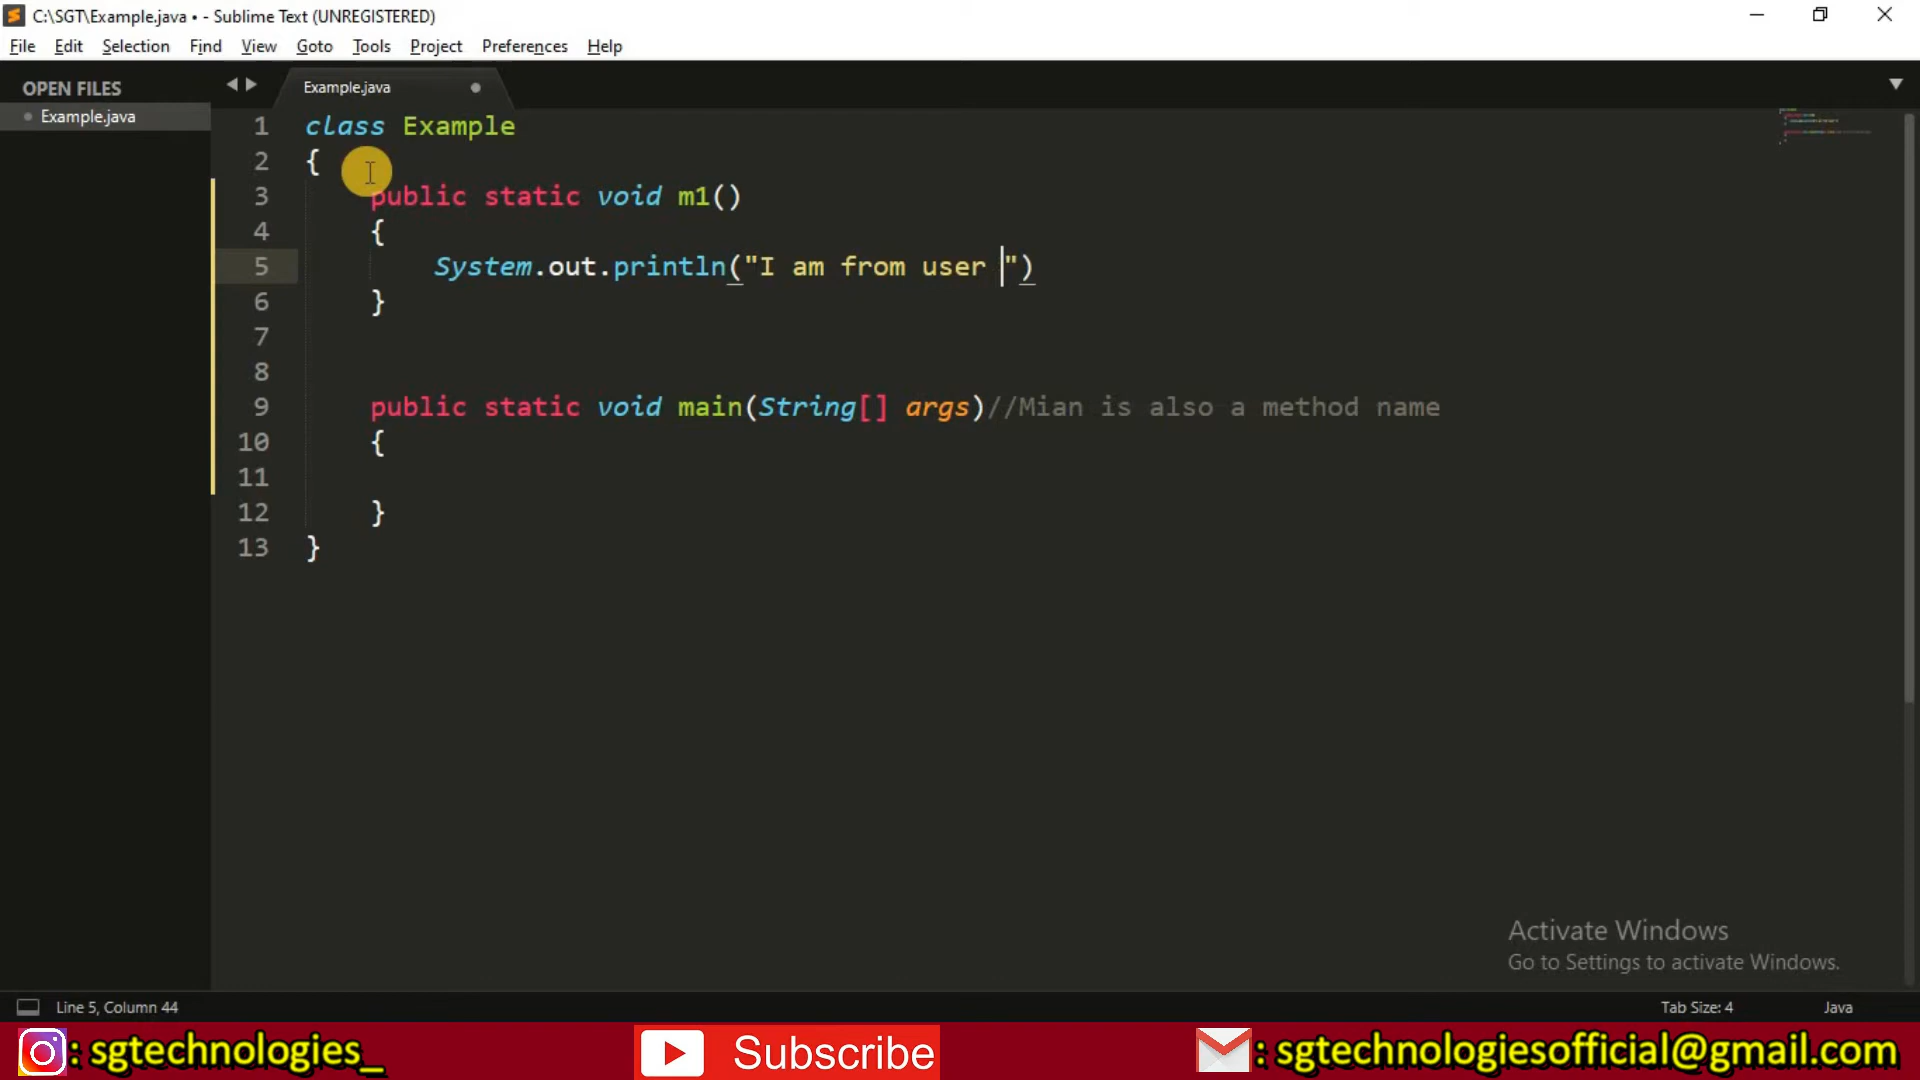 C:\SGT\Example.java • - Sublime Text (UNREGISTERED)
File Edit Selection Find View Goto Tools Project Preferences Help
OPEN FILES
Example.java
Example.java
1 class Example
2 {
3 public static void m1()
4 {
5 System.out.println("I am from user ")
6 }
7
8
9 public static void main(String[] args)//Mian is also a method name
10 {
11
12 }
13 }
Activate Windows
Go to Settings to activate Windows.
Line 5, Column 44
Tab Size: 4
Java
: sgtechnologies_
Subscribe
: sgtechnologiesofficial@gmail.com